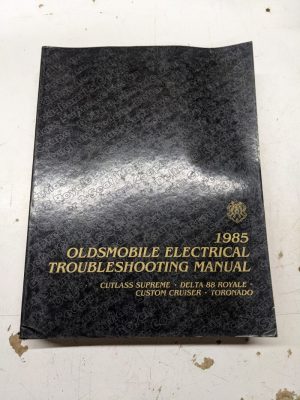 1985
OLDSMOBILE ELECTRICAL
TROUBLESHOOTING MANUAL
CUTLASS SUPREME · DELTA 88 ROYALE ·
CUSTOM CRUISER · TORONADO